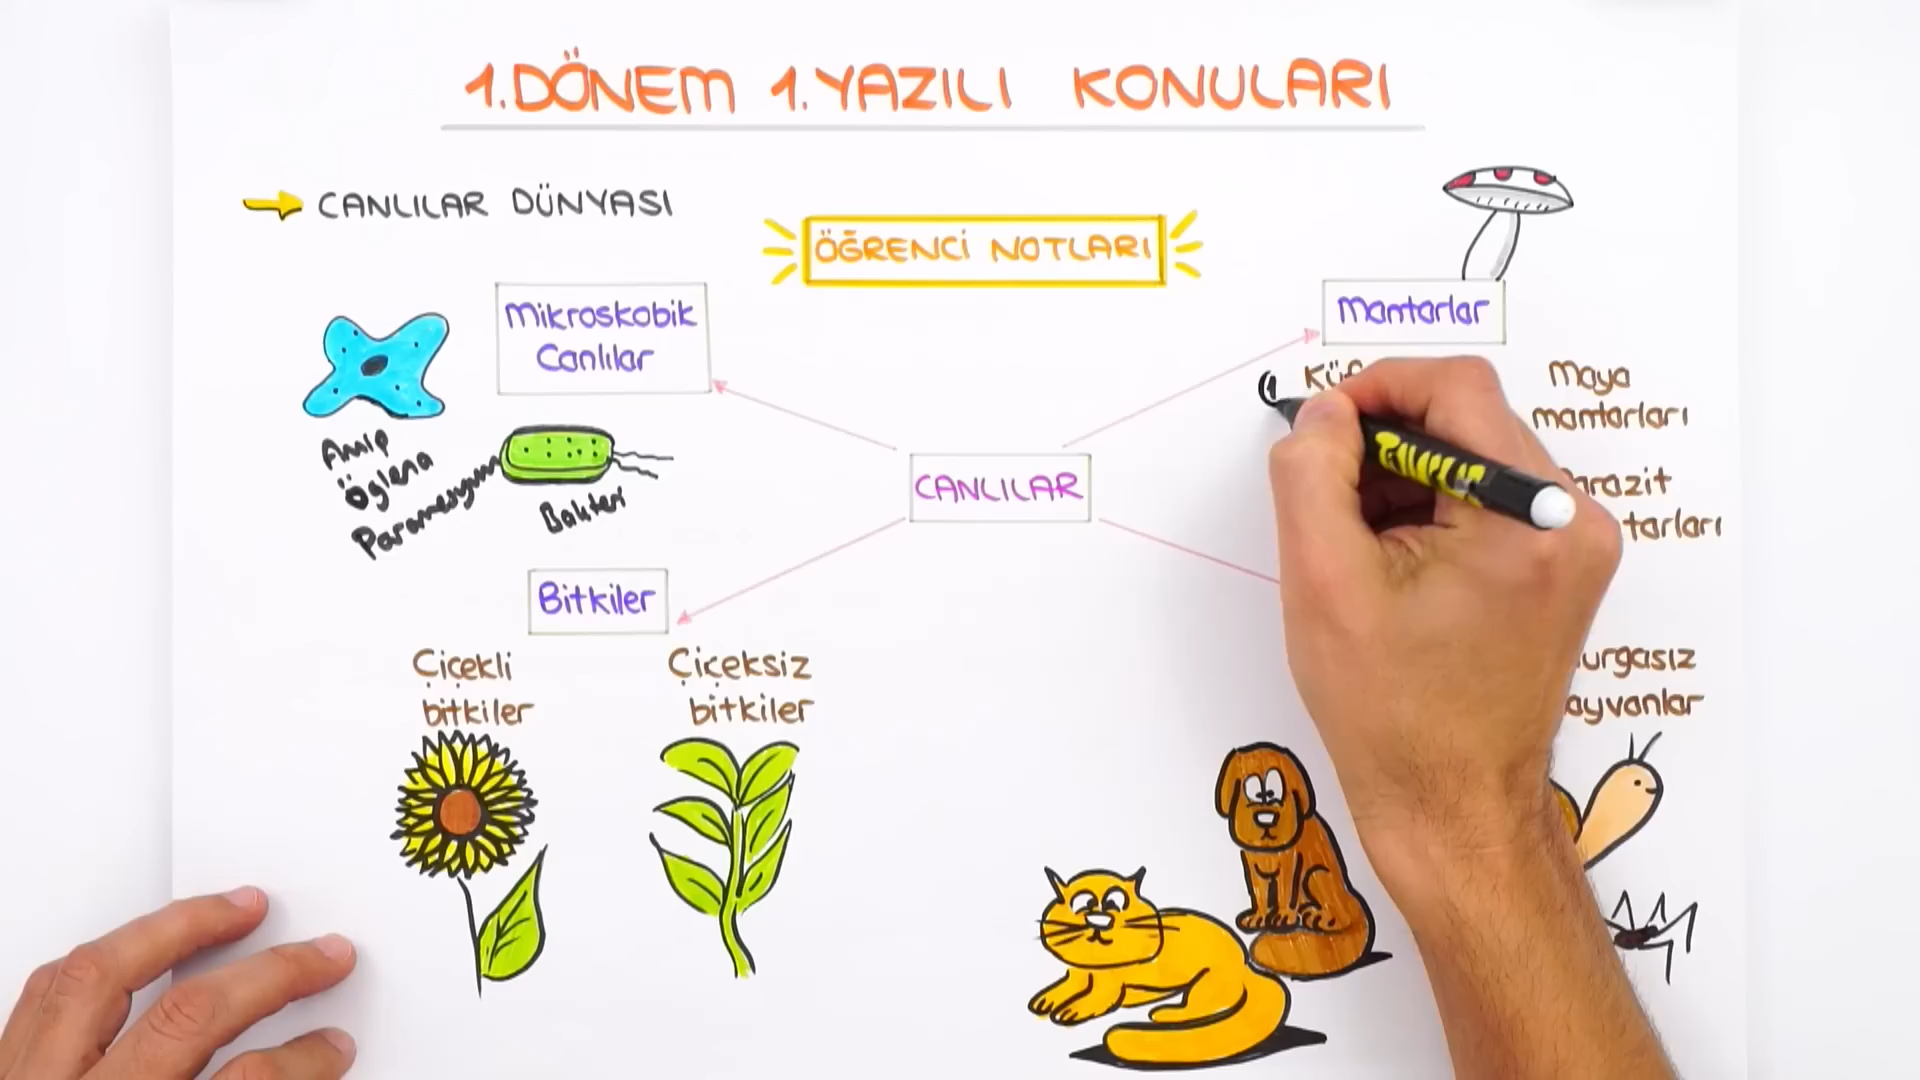 1.DÖNEM 1.YAZILI KONULARI
CANLILAR DÜNYASI
ÖĞRENCİ NOTLARI
Mikroskobik
Canlılar
Mantarlar
Maya
mantarları
Amip
Öglena
Paramesyum
Bakteri
CANLILAR
Bitkiler
Çiçekli
bitkiler
Çiçeksiz
bitkiler